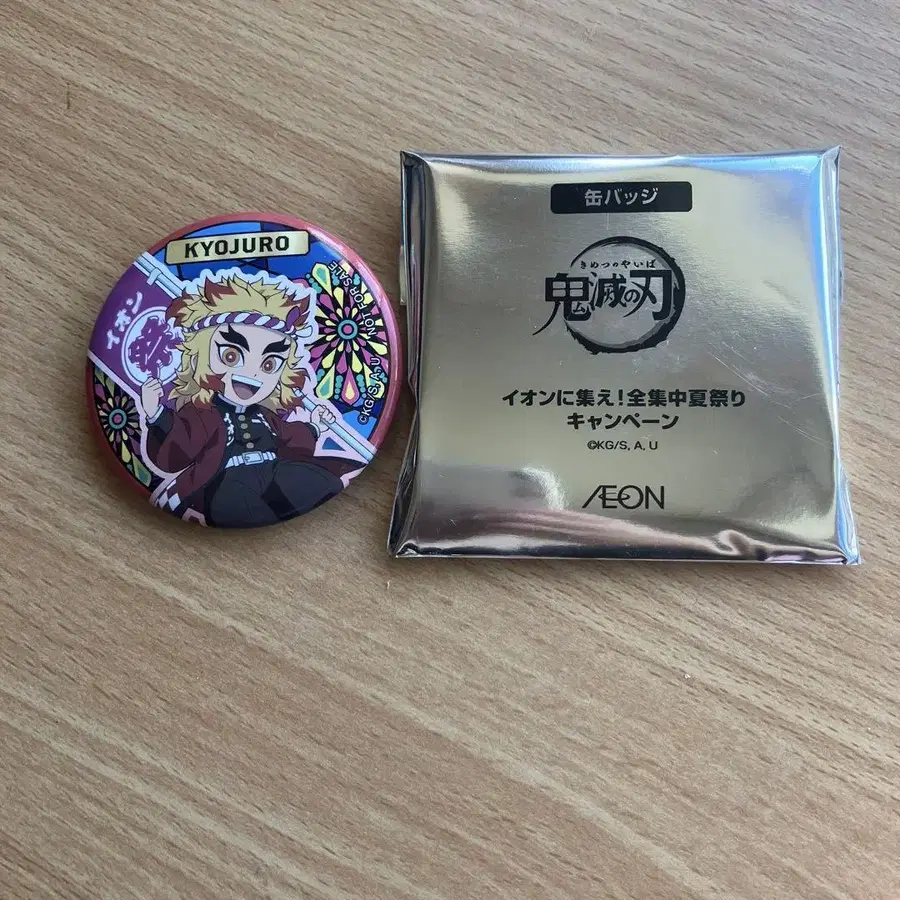 KYOJURO
イオン
©KG/S, A, U NOT FOR SALE
缶バッジ
きめつのやいば
鬼滅の刃
イオンに集え!全集中夏祭り
キャンペーン
©KG/S, A, U
ÆON